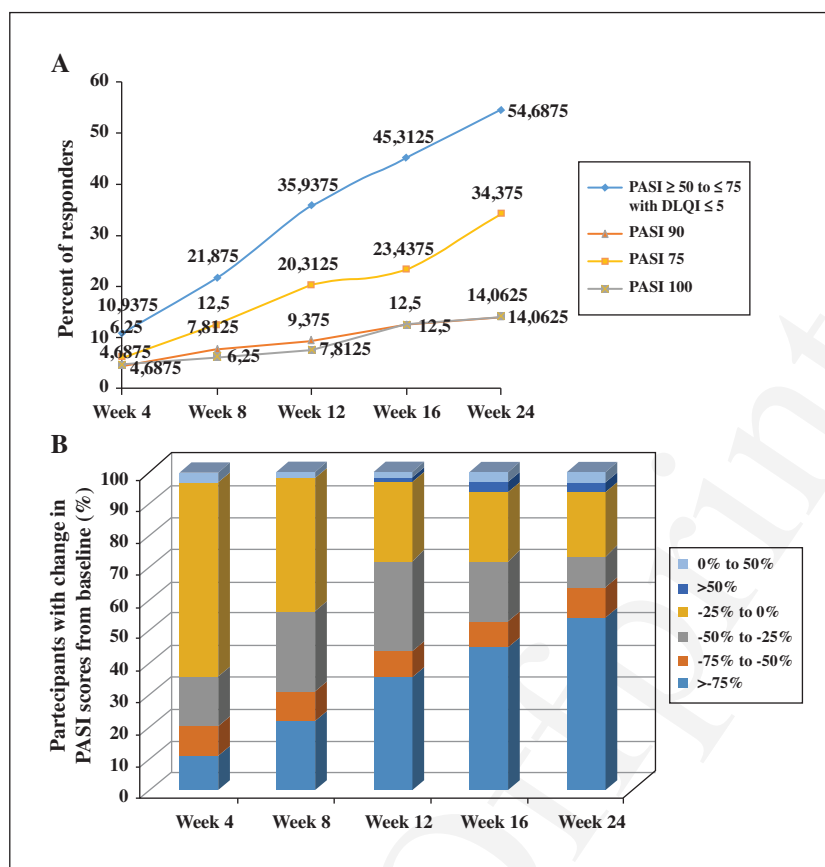 A
60
50
40
30
20
10
0
Percent of responders
10,9375
21,875
35,9375
45,3125
54,6875
6,25
12,5
20,3125
23,4375
34,375
4,6875
7,8125
9,375
12,5
14,0625
4,6875
6,25
7,8125
12,5
14,0625
Week 4 Week 8 Week 12 Week 16 Week 24
PASI ≥ 50 to ≤ 75
with DLQI ≤ 5
PASI 90
PASI 75
PASI 100
B
100
90
80
70
60
50
40
30
20
10
0
Partecipants with change in
PASI scores from baseline (%)
Week 4 Week 8 Week 12 Week 16 Week 24
0% to 50%
>50%
-25% to 0%
-50% to -25%
-75% to -50%
>-75%
Offprint